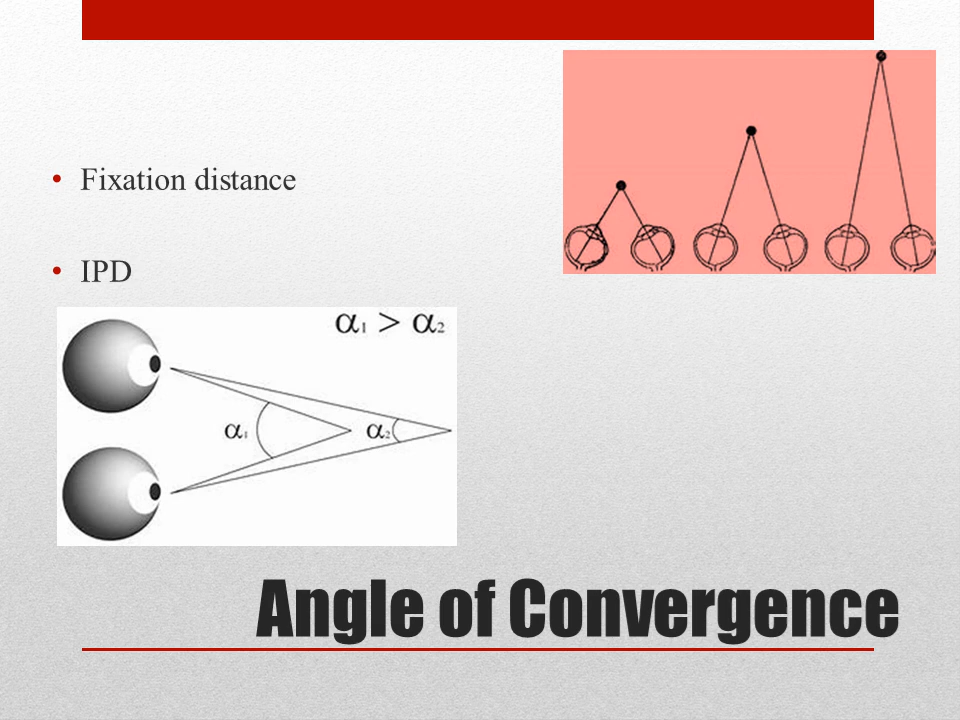 • Fixation distance
• IPD
α₁ > α₂
α₁
α₂
Angle of Convergence